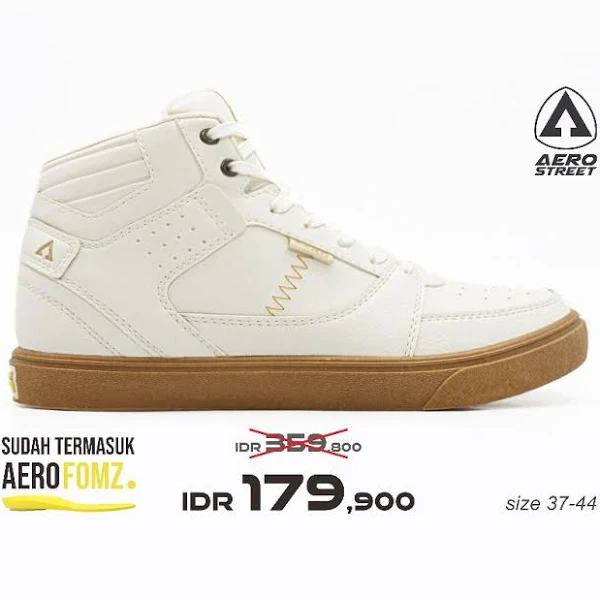 AERO
STREET
SUDAH TERMASUK
AEROFOMZ.
IDR 359,800
IDR 179,900
size 37-44